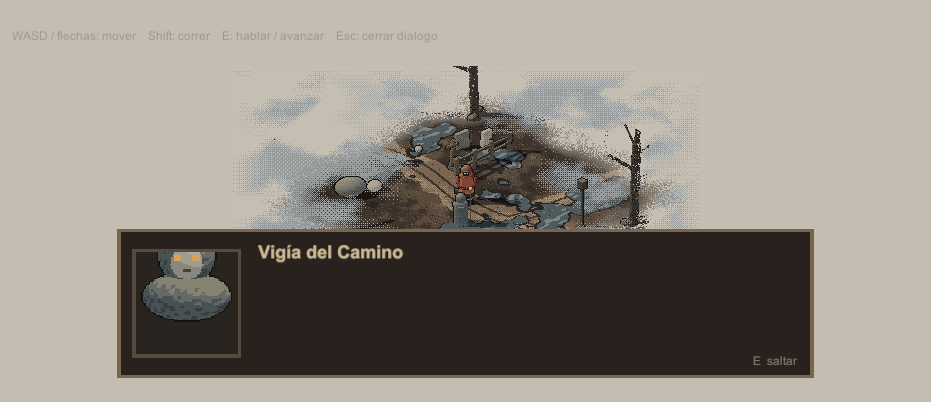 WASD / flechas: mover    Shift: correr    E: hablar / avanzar    Esc: cerrar dialogo
Vigía del Camino
E  saltar